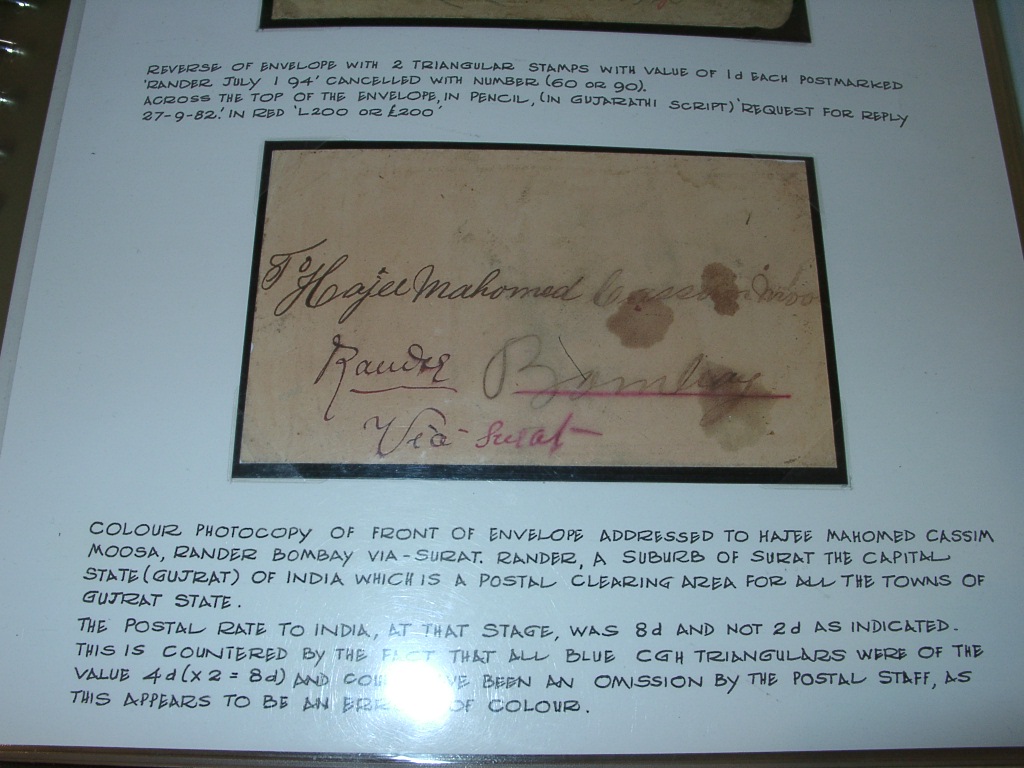 REVERSE OF ENVELOPE WITH 2 TRIANGULAR STAMPS WITH VALUE OF 1d EACH POSTMARKED
'RANDER JULY 1 94' CANCELLED WITH NUMBER (60 OR 90).
ACROSS THE TOP OF THE ENVELOPE, IN PENCIL, (IN GUJARATHI SCRIPT) 'REQUEST FOR REPLY
27-9-82.' IN RED 'L200 OR £200'
To Hajee Mahomed Cassim Moo
Rander Bombay
Via - Surat
COLOUR PHOTOCOPY OF FRONT OF ENVELOPE ADDRESSED TO HAJEE MAHOMED CASSIM
MOOSA, RANDER BOMBAY VIA - SURAT. RANDER, A SUBURB OF SURAT THE CAPITAL
STATE (GUJRAT) OF INDIA WHICH IS A POSTAL CLEARING AREA FOR ALL THE TOWNS OF
GUJRAT STATE.
THE POSTAL RATE TO INDIA, AT THAT STAGE, WAS 8d AND NOT 2d AS INDICATED.
THIS IS COUNTERED BY THE FACT THAT ALL BLUE CGH TRIANGULARS WERE OF THE
VALUE 4d (X 2 = 8d) AND BEEN AN OMISSION BY THE POSTAL STAFF, AS
THIS APPEARS TO BE AN OF COLOUR.